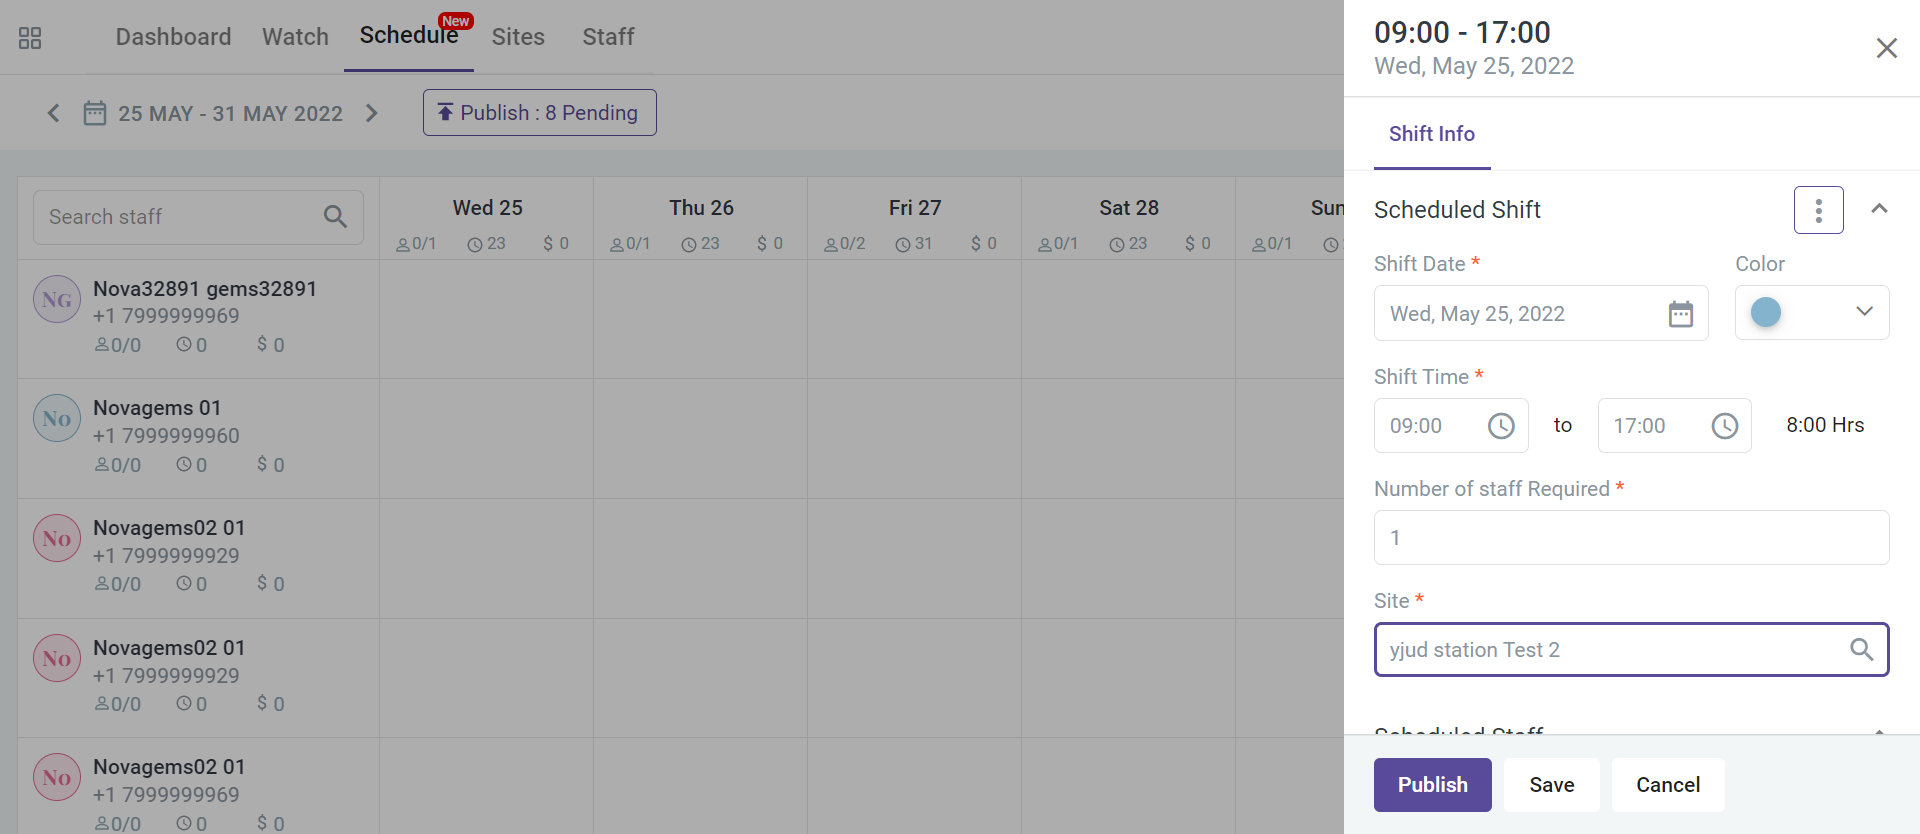 Dashboard Watch Schedule New Sites Staff
25 MAY - 31 MAY 2022 Publish : 8 Pending
Search staff
Wed 25 Thu 26 Fri 27 Sat 28 Sun
0/1 23 $ 0 0/1 23 $ 0 0/2 31 $ 0 0/1 23 $ 0 0/1
NG Nova32891 gems32891
+1 7999999969
0/0 0 $ 0
No Novagems 01
+1 7999999960
0/0 0 $ 0
No Novagems02 01
+1 7999999929
0/0 0 $ 0
No Novagems02 01
+1 7999999929
0/0 0 $ 0
No Novagems02 01
+1 7999999969
0/0 0 $ 0
09:00 - 17:00
Wed, May 25, 2022
Shift Info
Scheduled Shift
Shift Date * Color
Wed, May 25, 2022
Shift Time *
09:00 to 17:00 8:00 Hrs
Number of staff Required *
1
Site *
yjud station Test 2
Scheduled Staff
Publish Save Cancel